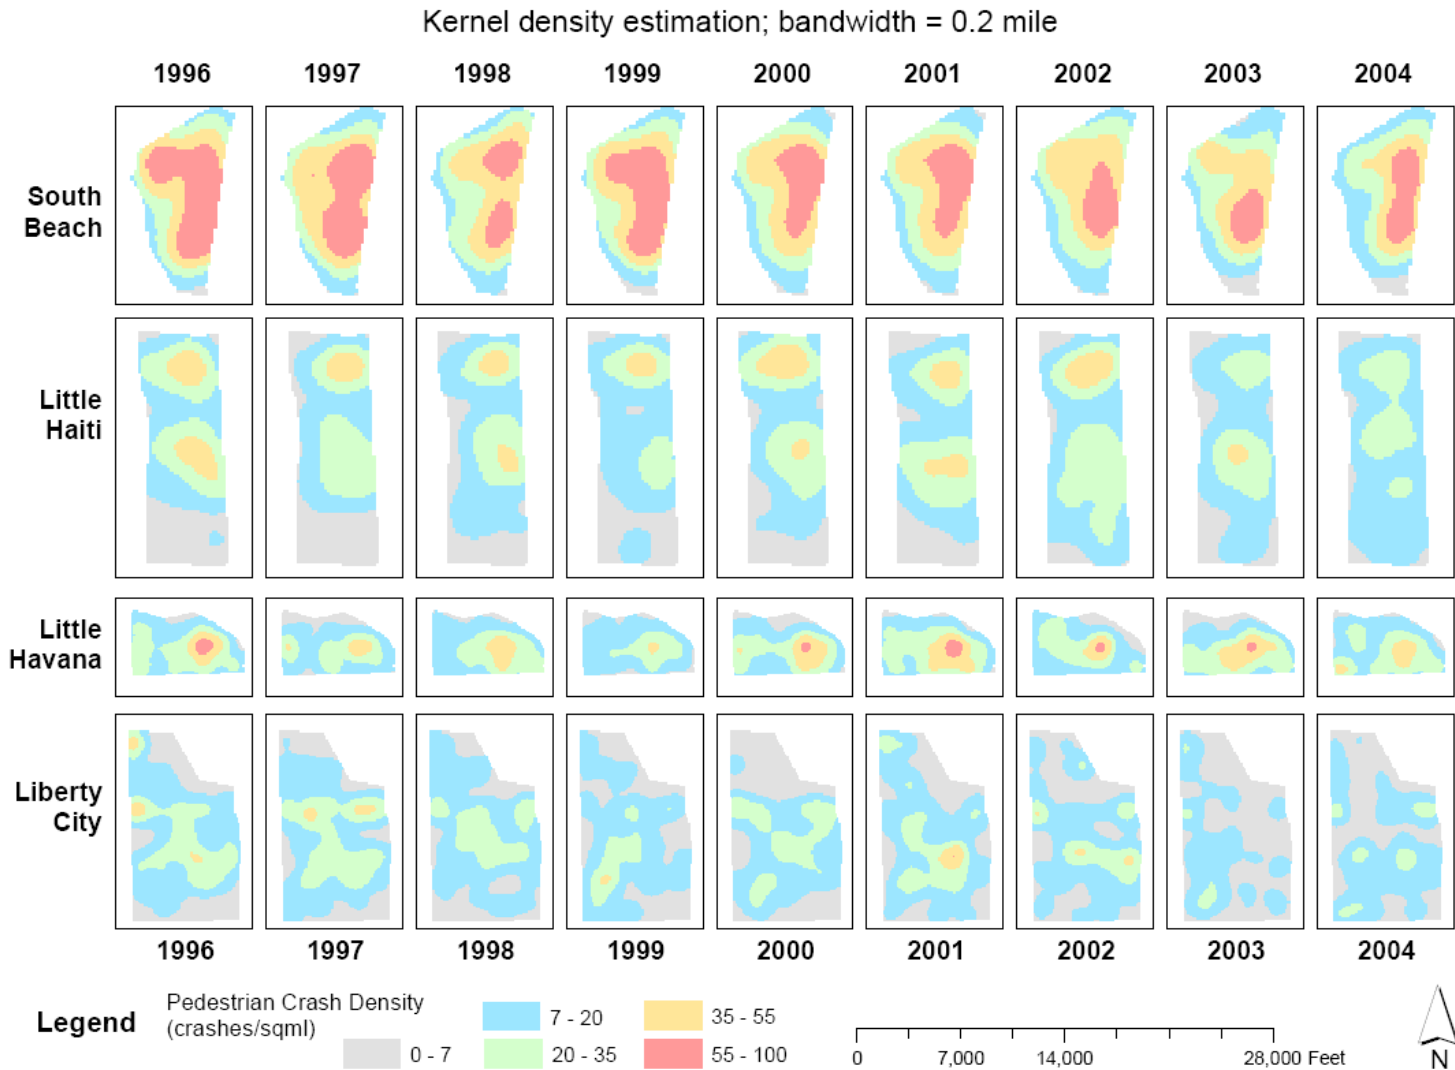 Kernel density estimation; bandwidth = 0.2 mile
1996 1997 1998 1999 2000 2001 2002 2003 2004
South
Beach
Little
Haiti
Little
Havana
Liberty
City
1996 1997 1998 1999 2000 2001 2002 2003 2004
Legend
Pedestrian Crash Density
(crashes/sqml)
0 - 7
7 - 20
20 - 35
35 - 55
55 - 100
0 7,000 14,000 28,000 Feet
N